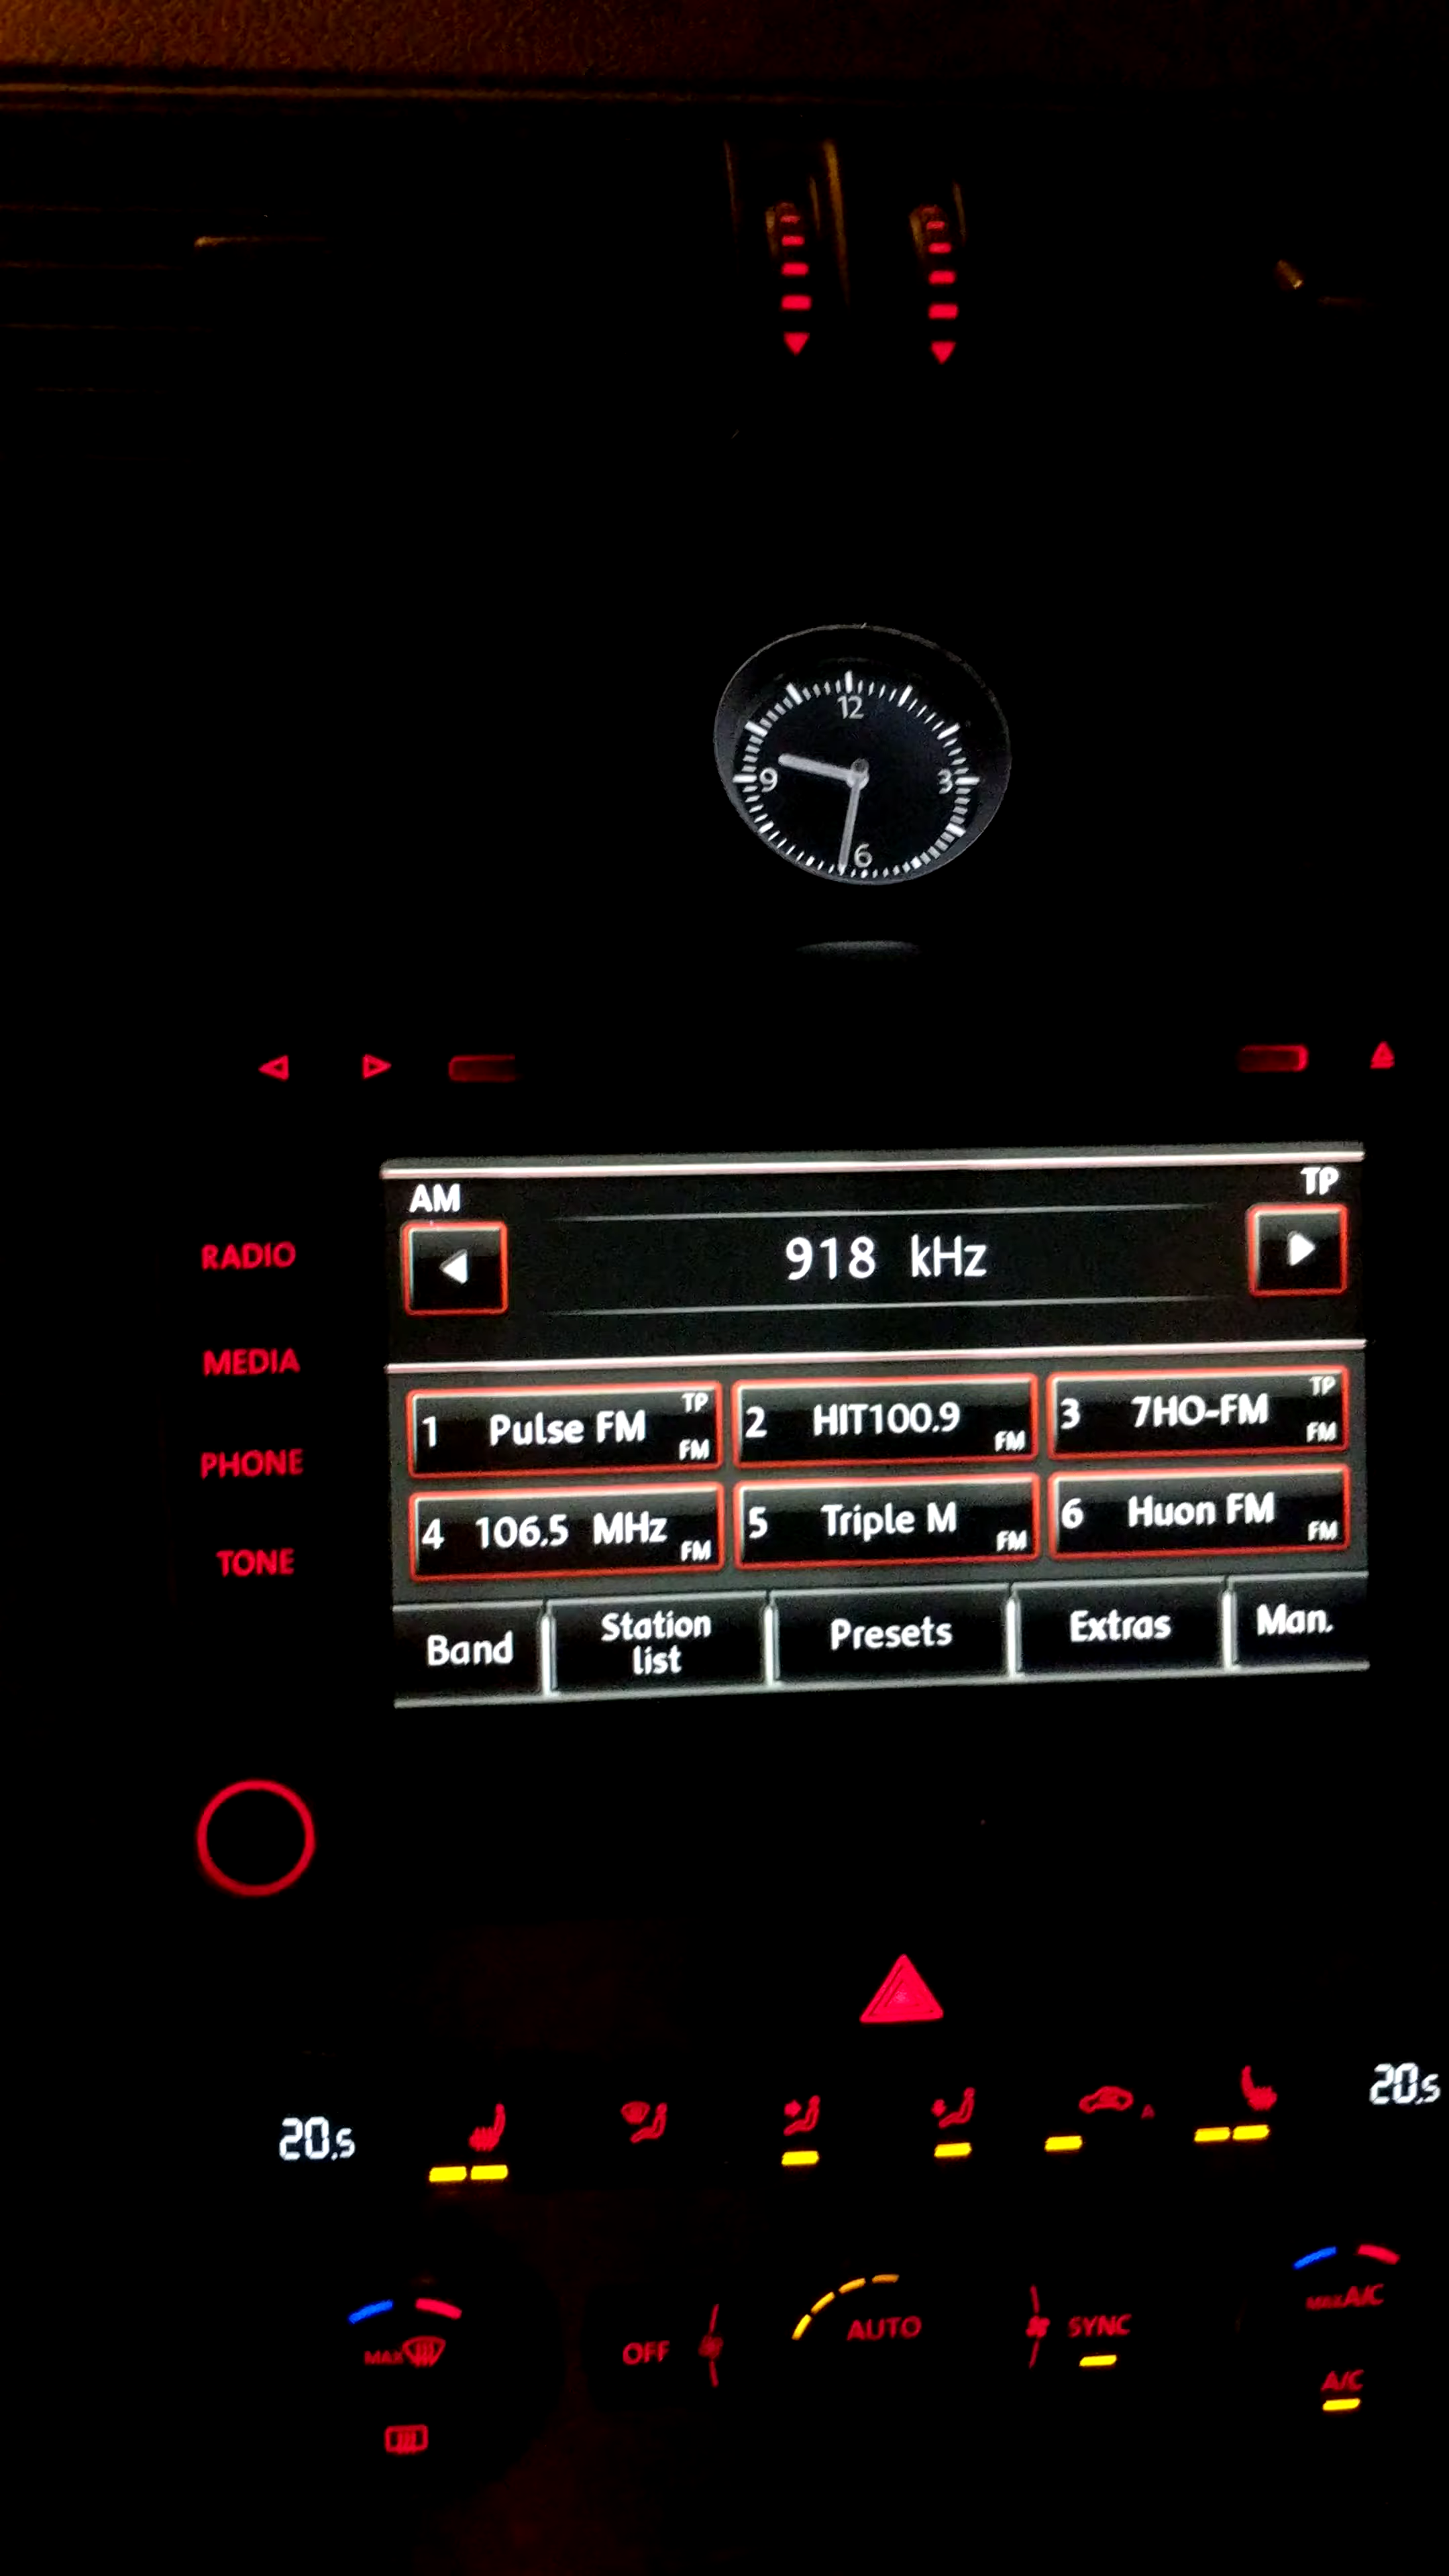 12
9 3
6
AM TP
918 kHz
RADIO
MEDIA
PHONE
TONE
1 Pulse FM TP FM
2 HIT100.9 FM
3 7HO-FM TP FM
4 106.5 MHz FM
5 Triple M FM
6 Huon FM FM
Band
Station list
Presets
Extras
Man.
20.5
20.5
MAX
OFF
AUTO
SYNC
MAX A/C
A/C